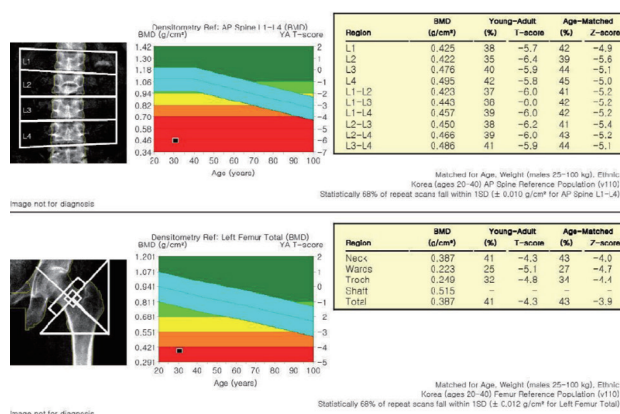 Densitometry Ref: AP Spine L1-L4 (BMD)
BMD (g/cm²) YA T-score
1.42 2
1.30 1
1.18 0
1.06 -1
0.94 -2
0.82 -3
0.70 -4
0.58 -5
0.46 -6
0.34 -7
20 30 40 50 60 70 80 90 100
Age (years)
L1
L2
L3
L4
BMD Young-Adult Age-Matched
Region (g/cm²) (%) T-score (%) Z-score
L1 0.425 38 -5.7 42 -4.9
L2 0.422 35 -6.4 39 -5.6
L3 0.476 40 -5.9 44 -5.1
L4 0.495 42 -5.8 45 -5.0
L1-L2 0.423 37 -6.0 41 -5.2
L1-L3 0.443 38 -6.0 42 -5.2
L1-L4 0.457 39 -6.0 42 -5.2
L2-L3 0.450 38 -6.2 41 -5.4
L2-L4 0.466 39 -6.0 43 -5.2
L3-L4 0.486 41 -5.9 44 -5.1
Matched for Age, Weight (males 25-100 kg), Ethnic
Korea (ages 20-40) AP Spine Reference Population (v110)
Statistically 68% of repeat scans fall within 1SD (± 0.010 g/cm² for AP Spine L1-L4)
Image not for diagnosis
Densitometry Ref: Left Femur Total (BMD)
BMD (g/cm²) YA T-score
1.201 2
1.071 1
0.941 0
0.811 -1
0.681 -2
0.551 -3
0.421 -4
0.291 -5
20 30 40 50 60 70 80 90 100
Age (years)
BMD Young-Adult Age-Matched
Region (g/cm²) (%) T-score (%) Z-score
Neck 0.387 41 -4.3 43 -4.0
Wards 0.223 25 -5.1 27 -4.7
Troch 0.249 32 -4.8 34 -4.4
Shaft 0.515 - - - -
Total 0.387 41 -4.3 43 -3.9
Matched for Age, Weight (males 25-100 kg), Ethnic
Korea (ages 20-40) Femur Reference Population (v110)
Statistically 68% of repeat scans fall within 1SD (± 0.012 g/cm² for Left Femur Total)
Image not for diagnosis